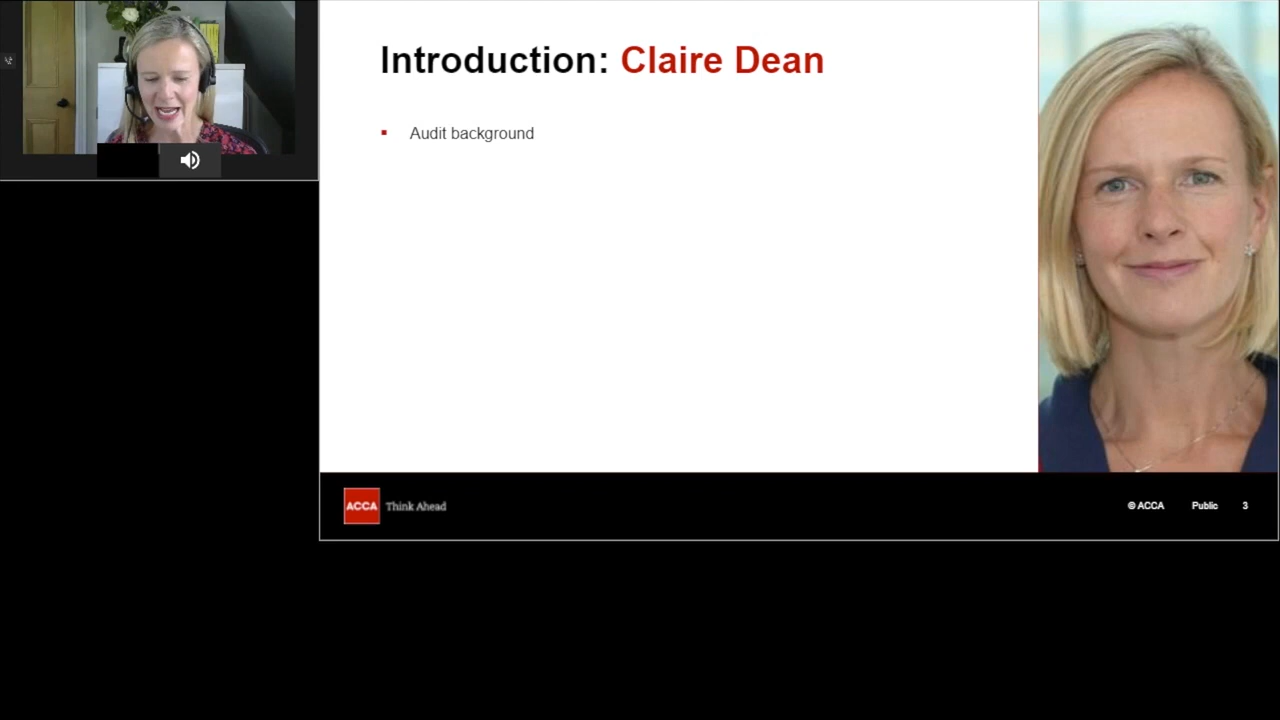 Introduction: Claire Dean
Audit background
ACCA Think Ahead
© ACCA Public 3